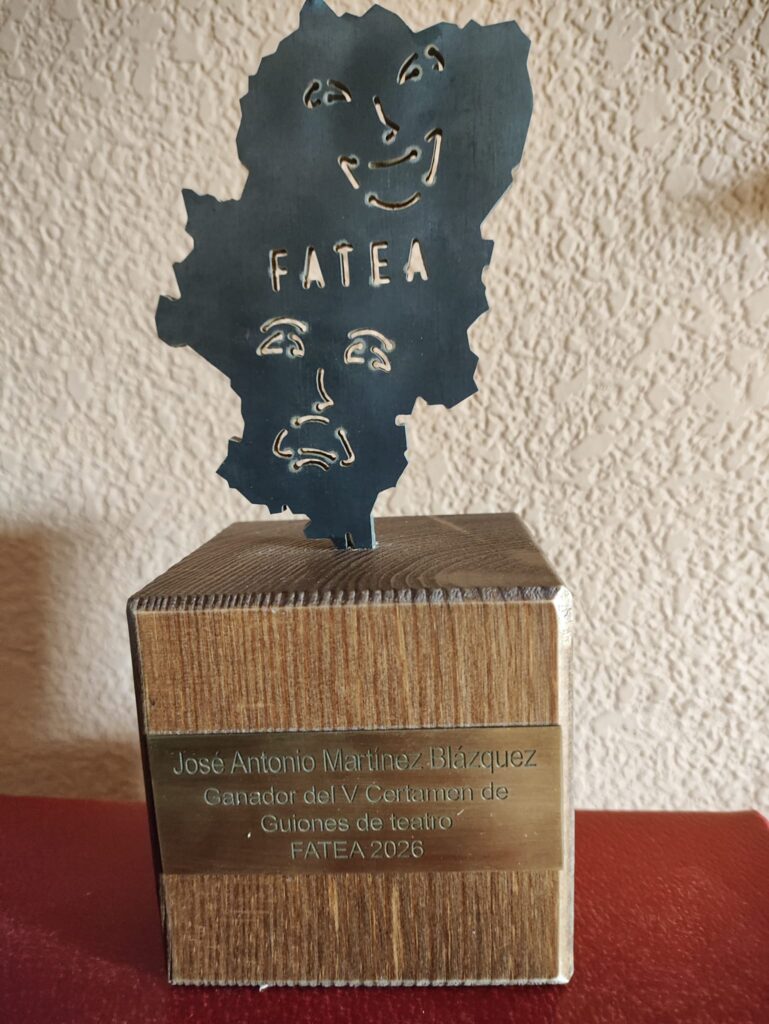 FATEA
José Antonio Martínez Blázquez
Ganador del V Certamen de
Guiones de teatro
FATEA 2026